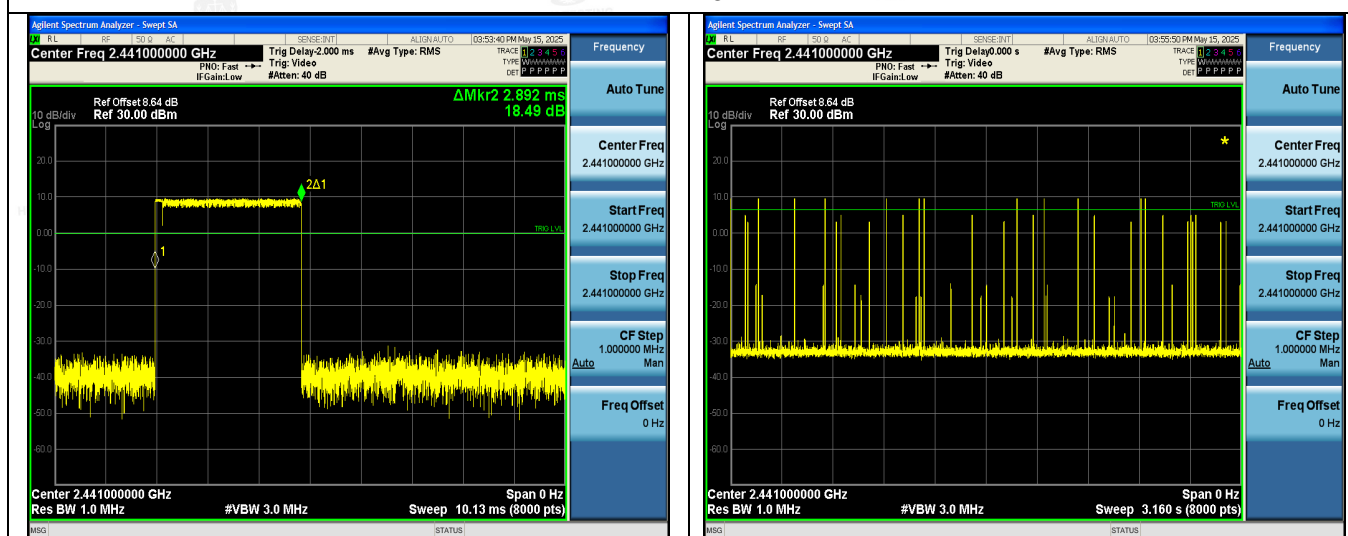 Agilent Spectrum Analyzer - Swept SA
RL RF 50 Ω AC SENSE:INT ALIGNAUTO 03:53:40 PM May 15, 2025
Center Freq 2.441000000 GHz
PNO: Fast
IFGain:Low
Trig Delay-2.000 ms
Trig: Video
#Atten: 40 dB
#Avg Type: RMS
TRACE 1 2 3 4 5 6
TYPE WWWWWW
DET P P P P P P
Ref Offset 8.64 dB
10 dB/div Ref 30.00 dBm
Log
ΔMkr2 2.892 ms
18.49 dB
20.0
10.0
0.00
-10.0
-20.0
-30.0
-40.0
-50.0
-60.0
2Δ1
1
TRIG LVL
Center 2.441000000 GHz Span 0 Hz
Res BW 1.0 MHz #VBW 3.0 MHz Sweep 10.13 ms (8000 pts)
MSG STATUS
Frequency
Auto Tune
Center Freq
2.441000000 GHz
Start Freq
2.441000000 GHz
Stop Freq
2.441000000 GHz
CF Step
1.000000 MHz
Auto Man
Freq Offset
0 Hz
Agilent Spectrum Analyzer - Swept SA
RL RF 50 Ω AC SENSE:INT ALIGNAUTO 03:55:50 PM May 15, 2025
Center Freq 2.441000000 GHz
PNO: Fast
IFGain:Low
Trig Delay0.000 s
Trig: Video
#Atten: 40 dB
#Avg Type: RMS
TRACE 1 2 3 4 5 6
TYPE WWWWWW
DET P P P P P P
Ref Offset 8.64 dB
10 dB/div Ref 30.00 dBm
Log
20.0
10.0
0.00
-10.0
-20.0
-30.0
-40.0
-50.0
-60.0
*
TRIG LVL
Center 2.441000000 GHz Span 0 Hz
Res BW 1.0 MHz #VBW 3.0 MHz Sweep 3.160 s (8000 pts)
MSG STATUS
Frequency
Auto Tune
Center Freq
2.441000000 GHz
Start Freq
2.441000000 GHz
Stop Freq
2.441000000 GHz
CF Step
1.000000 MHz
Auto Man
Freq Offset
0 Hz